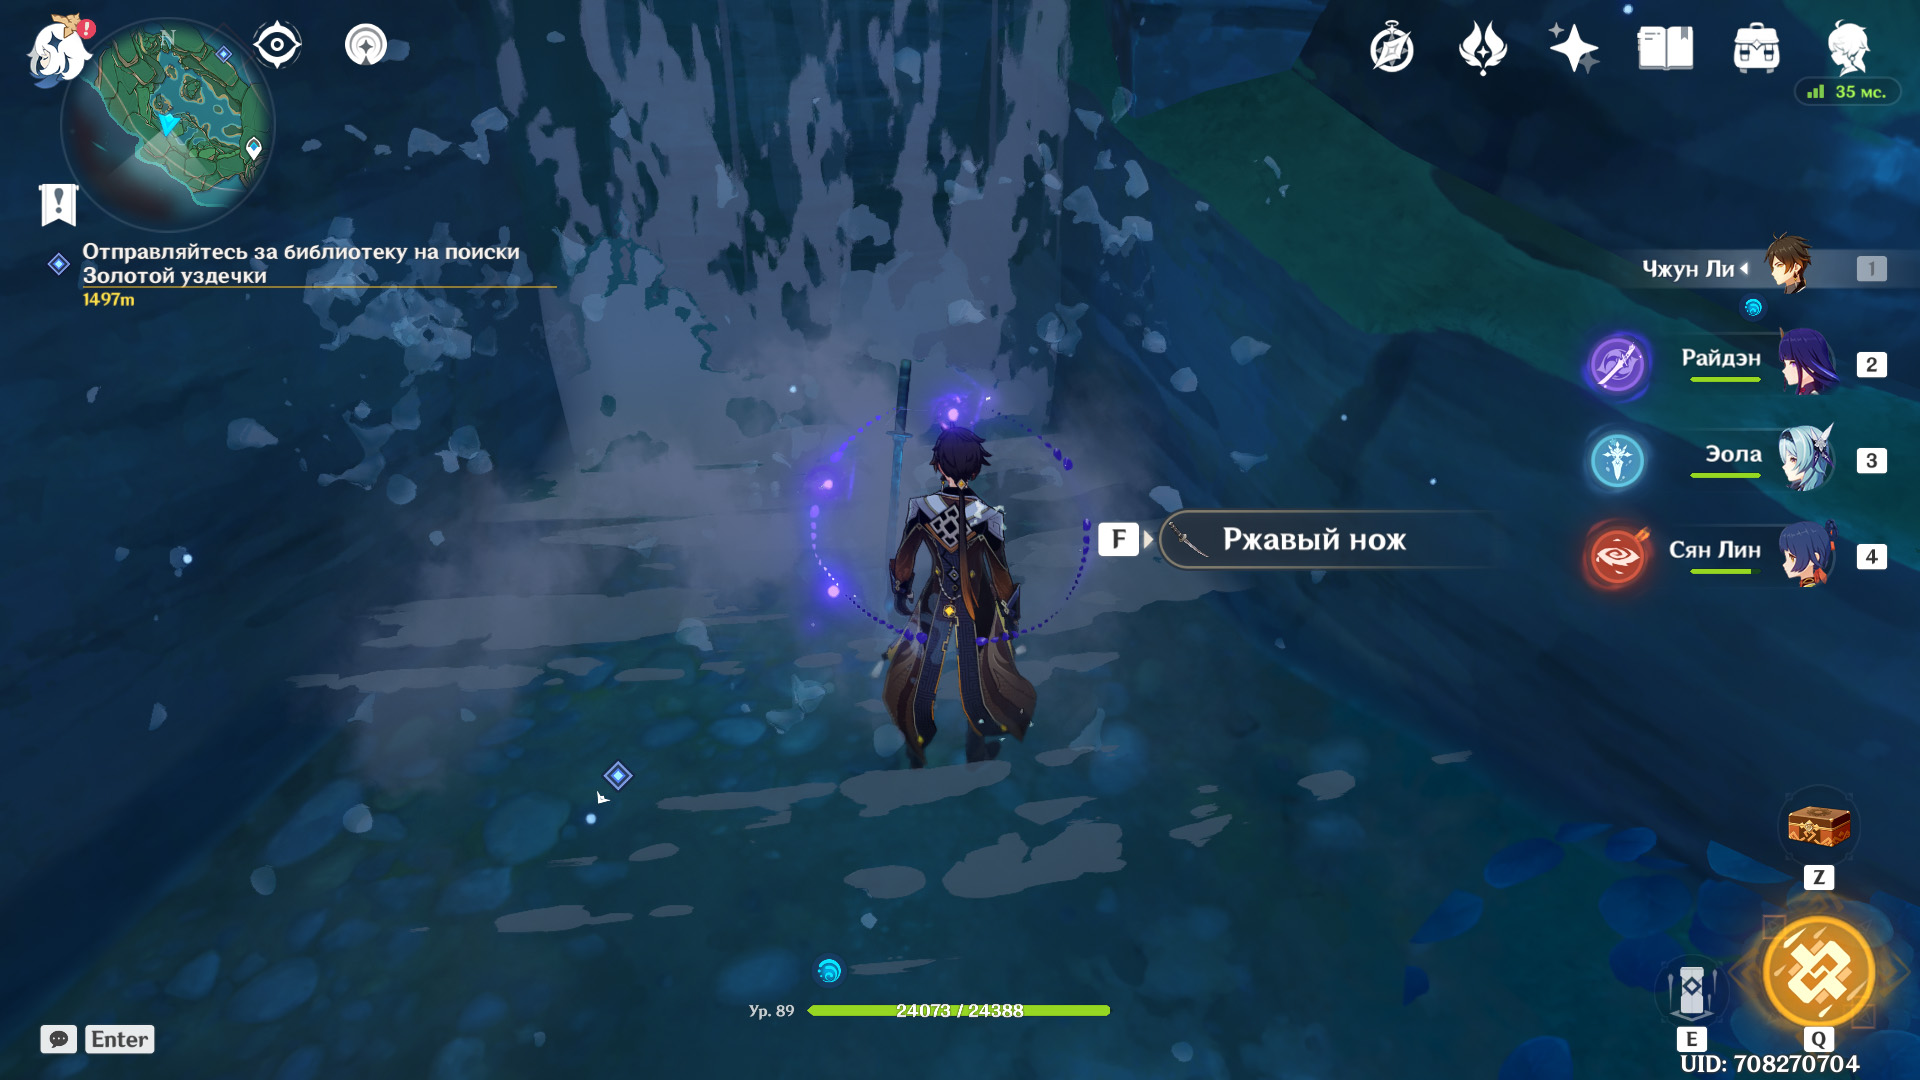 N
35 мс.
Отправляйтесь за библиотеку на поиски
Золотой уздечки
1497m
Чжун Ли
1
Райдэн
2
Эола
3
Сян Лин
4
F
Ржавый нож
Z
E
Q
Ур. 89
24073 / 24388
Enter
UID: 708270704